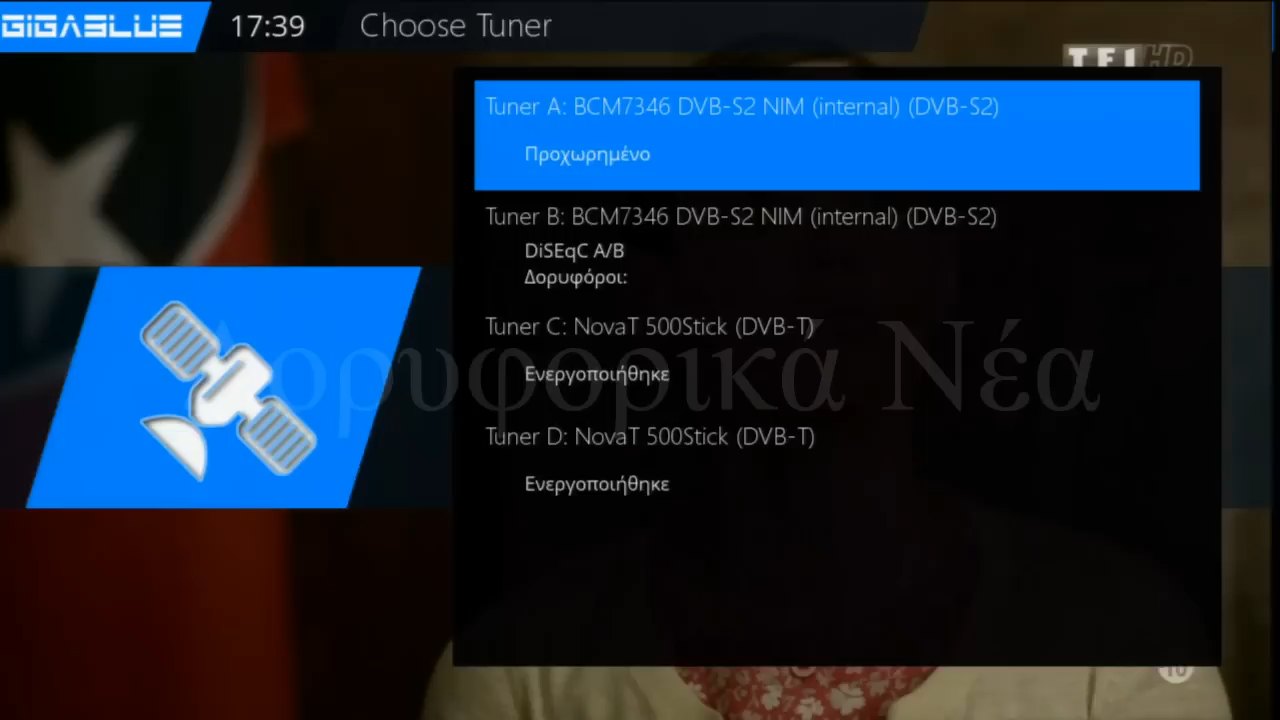 GIGABLUE 17:39 Choose Tuner
TF1 HD
Tuner A: BCM7346 DVB-S2 NIM (internal) (DVB-S2)
Προχωρημένο
Tuner B: BCM7346 DVB-S2 NIM (internal) (DVB-S2)
DiSEqC A/B
Δορυφόροι:
Tuner C: NovaT 500Stick (DVB-T)
Δορυφορικά Νέα
Ενεργοποιήθηκε
Tuner D: NovaT 500Stick (DVB-T)
Ενεργοποιήθηκε
10